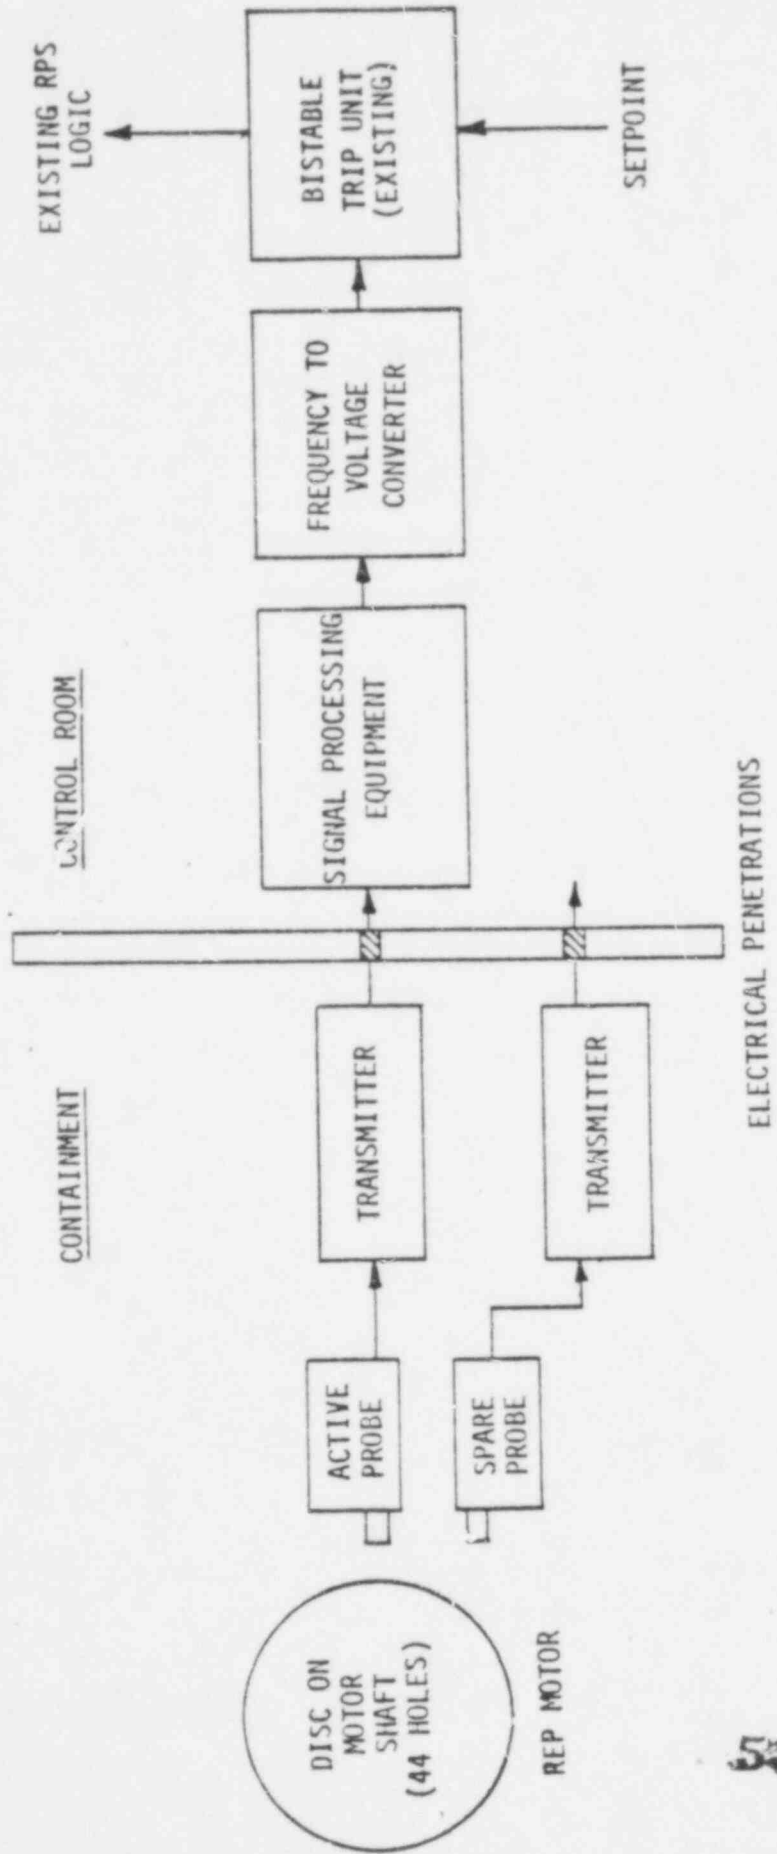 CONTAINMENT
CONTROL ROOM
DISC ON
MOTOR
SHAFT
(44 HOLES)
REP MOTOR
ACTIVE
PROBE
SPARE
PROBE
TRANSMITTER
TRANSMITTER
ELECTRICAL PENETRATIONS
SIGNAL PROCESSING
EQUIPMENT
FREQUENCY TO
VOLTAGE
CONVERTER
BISTABLE
TRIP UNIT
(EXISTING)
EXISTING RPS
LOGIC
SETPOINT
5